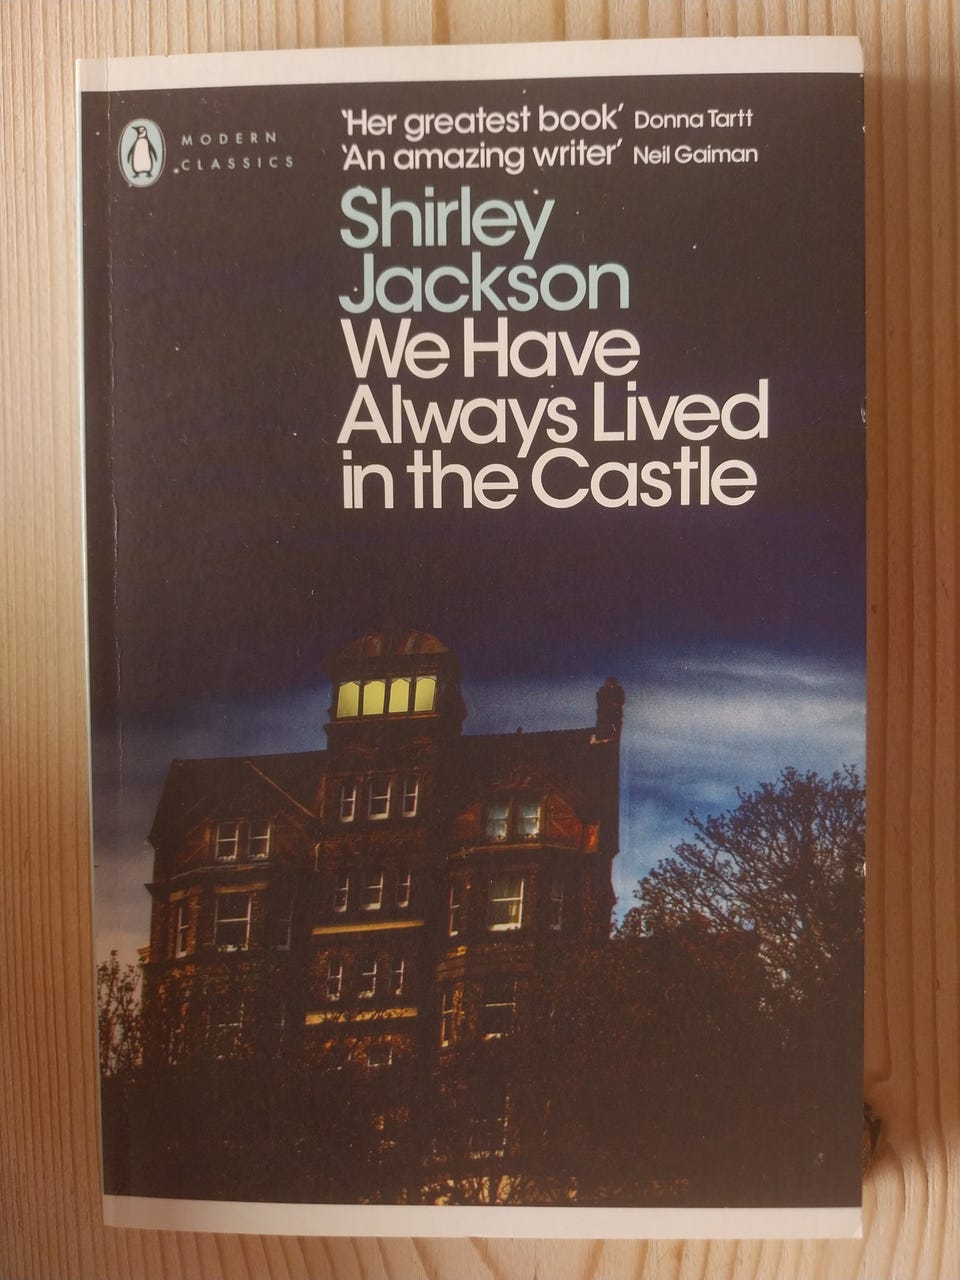 MODERN
CLASSICS
‘Her greatest book’ Donna Tartt
‘An amazing writer’ Neil Gaiman
Shirley
Jackson
We Have
Always Lived
in the Castle